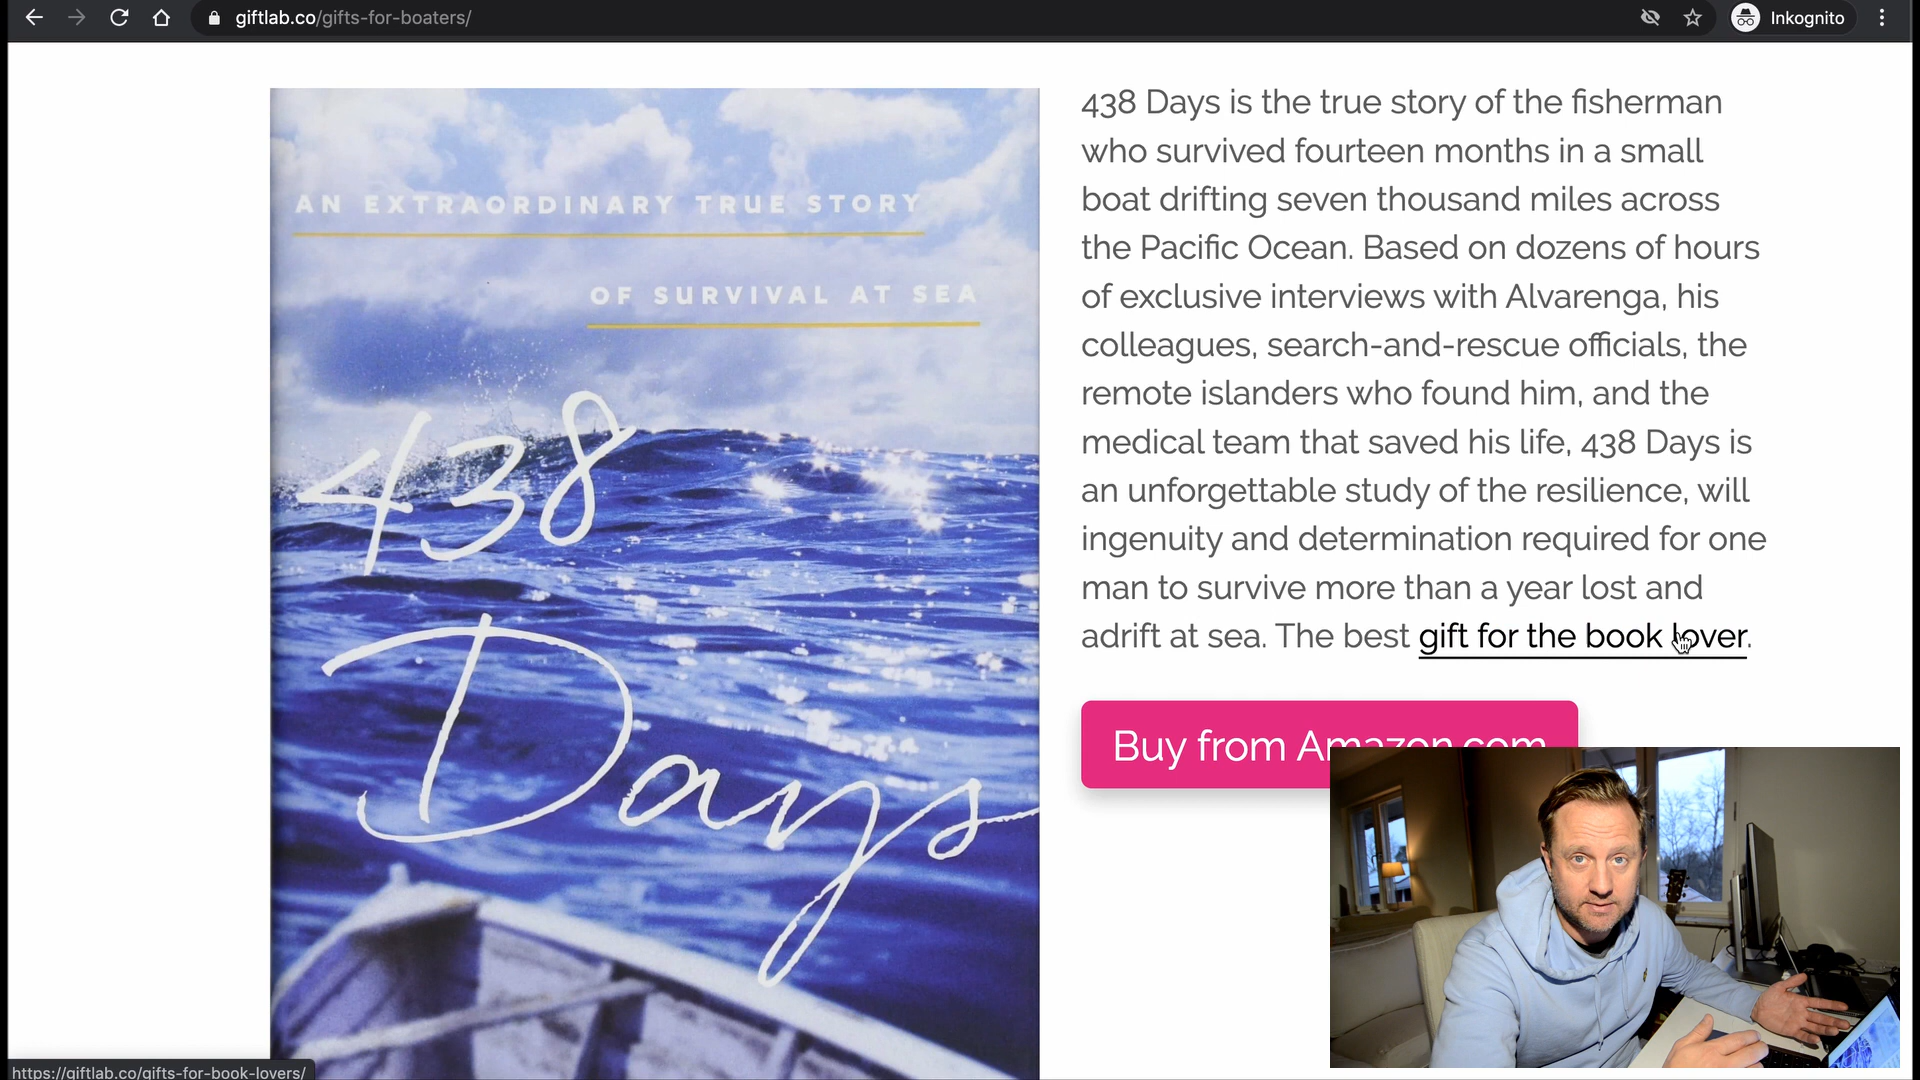 giftlab.co/gifts-for-boaters/
Inkognito
AN EXTRAORDINARY TRUE STORY
OF SURVIVAL AT SEA
438
Days
438 Days is the true story of the fisherman
who survived fourteen months in a small
boat drifting seven thousand miles across
the Pacific Ocean. Based on dozens of hours
of exclusive interviews with Alvarenga, his
colleagues, search-and-rescue officials, the
remote islanders who found him, and the
medical team that saved his life, 438 Days is
an unforgettable study of the resilience, will
ingenuity and determination required for one
man to survive more than a year lost and
adrift at sea. The best gift for the book lover.
Buy from Amazon.com
https://giftlab.co/gifts-for-book-lovers/